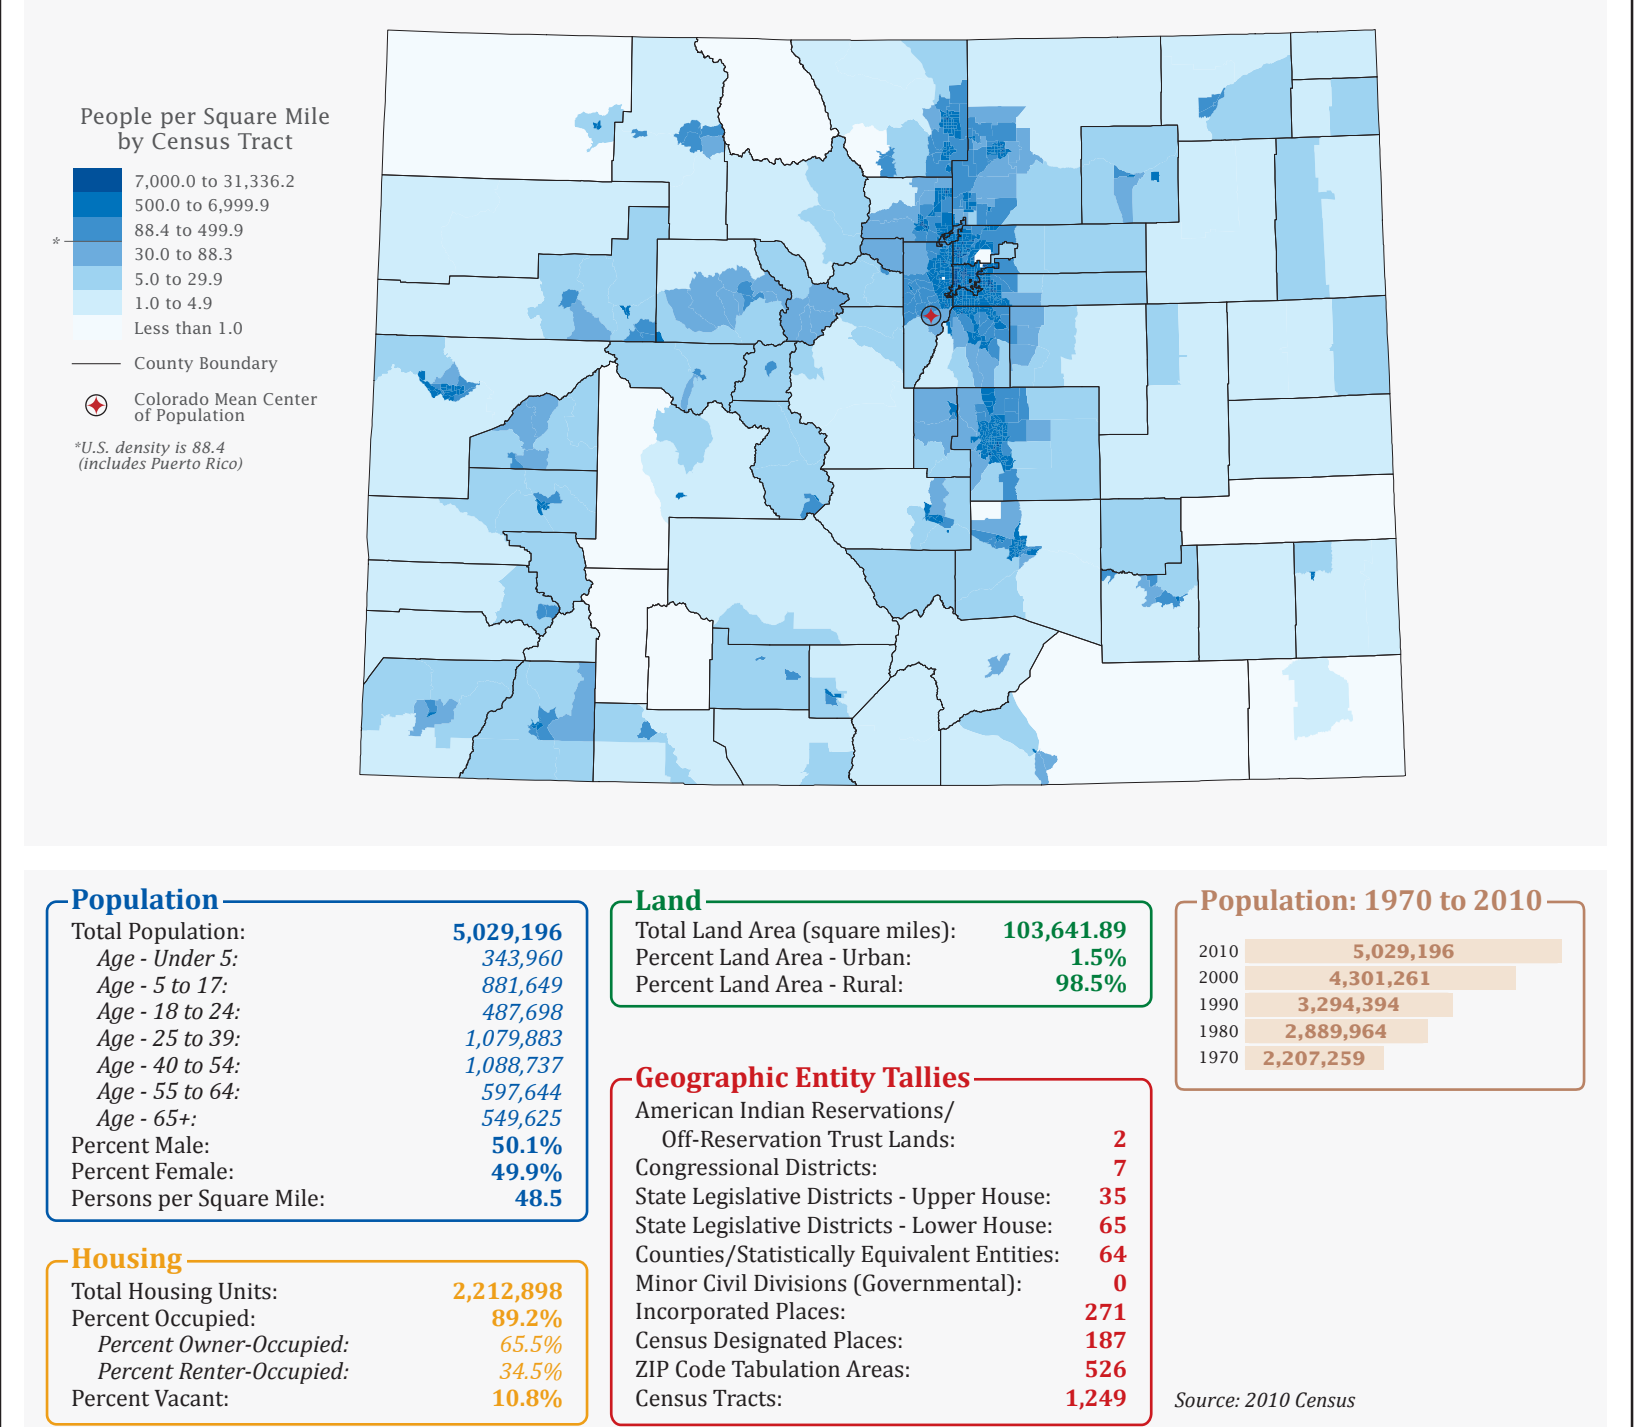 People per Square Mile
by Census Tract
7,000.0 to 31,336.2
500.0 to 6,999.9
88.4 to 499.9
*
30.0 to 88.3
5.0 to 29.9
1.0 to 4.9
Less than 1.0
County Boundary
Colorado Mean Center
of Population
*U.S. density is 88.4
(includes Puerto Rico)
Population
Total Population: 5,029,196
Age - Under 5: 343,960
Age - 5 to 17: 881,649
Age - 18 to 24: 487,698
Age - 25 to 39: 1,079,883
Age - 40 to 54: 1,088,737
Age - 55 to 64: 597,644
Age - 65+: 549,625
Percent Male: 50.1%
Percent Female: 49.9%
Persons per Square Mile: 48.5
Housing
Total Housing Units: 2,212,898
Percent Occupied: 89.2%
Percent Owner-Occupied: 65.5%
Percent Renter-Occupied: 34.5%
Percent Vacant: 10.8%
Land
Total Land Area (square miles): 103,641.89
Percent Land Area - Urban: 1.5%
Percent Land Area - Rural: 98.5%
Geographic Entity Tallies
American Indian Reservations/
Off-Reservation Trust Lands: 2
Congressional Districts: 7
State Legislative Districts - Upper House: 35
State Legislative Districts - Lower House: 65
Counties/Statistically Equivalent Entities: 64
Minor Civil Divisions (Governmental): 0
Incorporated Places: 271
Census Designated Places: 187
ZIP Code Tabulation Areas: 526
Census Tracts: 1,249
Population: 1970 to 2010
2010 5,029,196
2000 4,301,261
1990 3,294,394
1980 2,889,964
1970 2,207,259
Source: 2010 Census